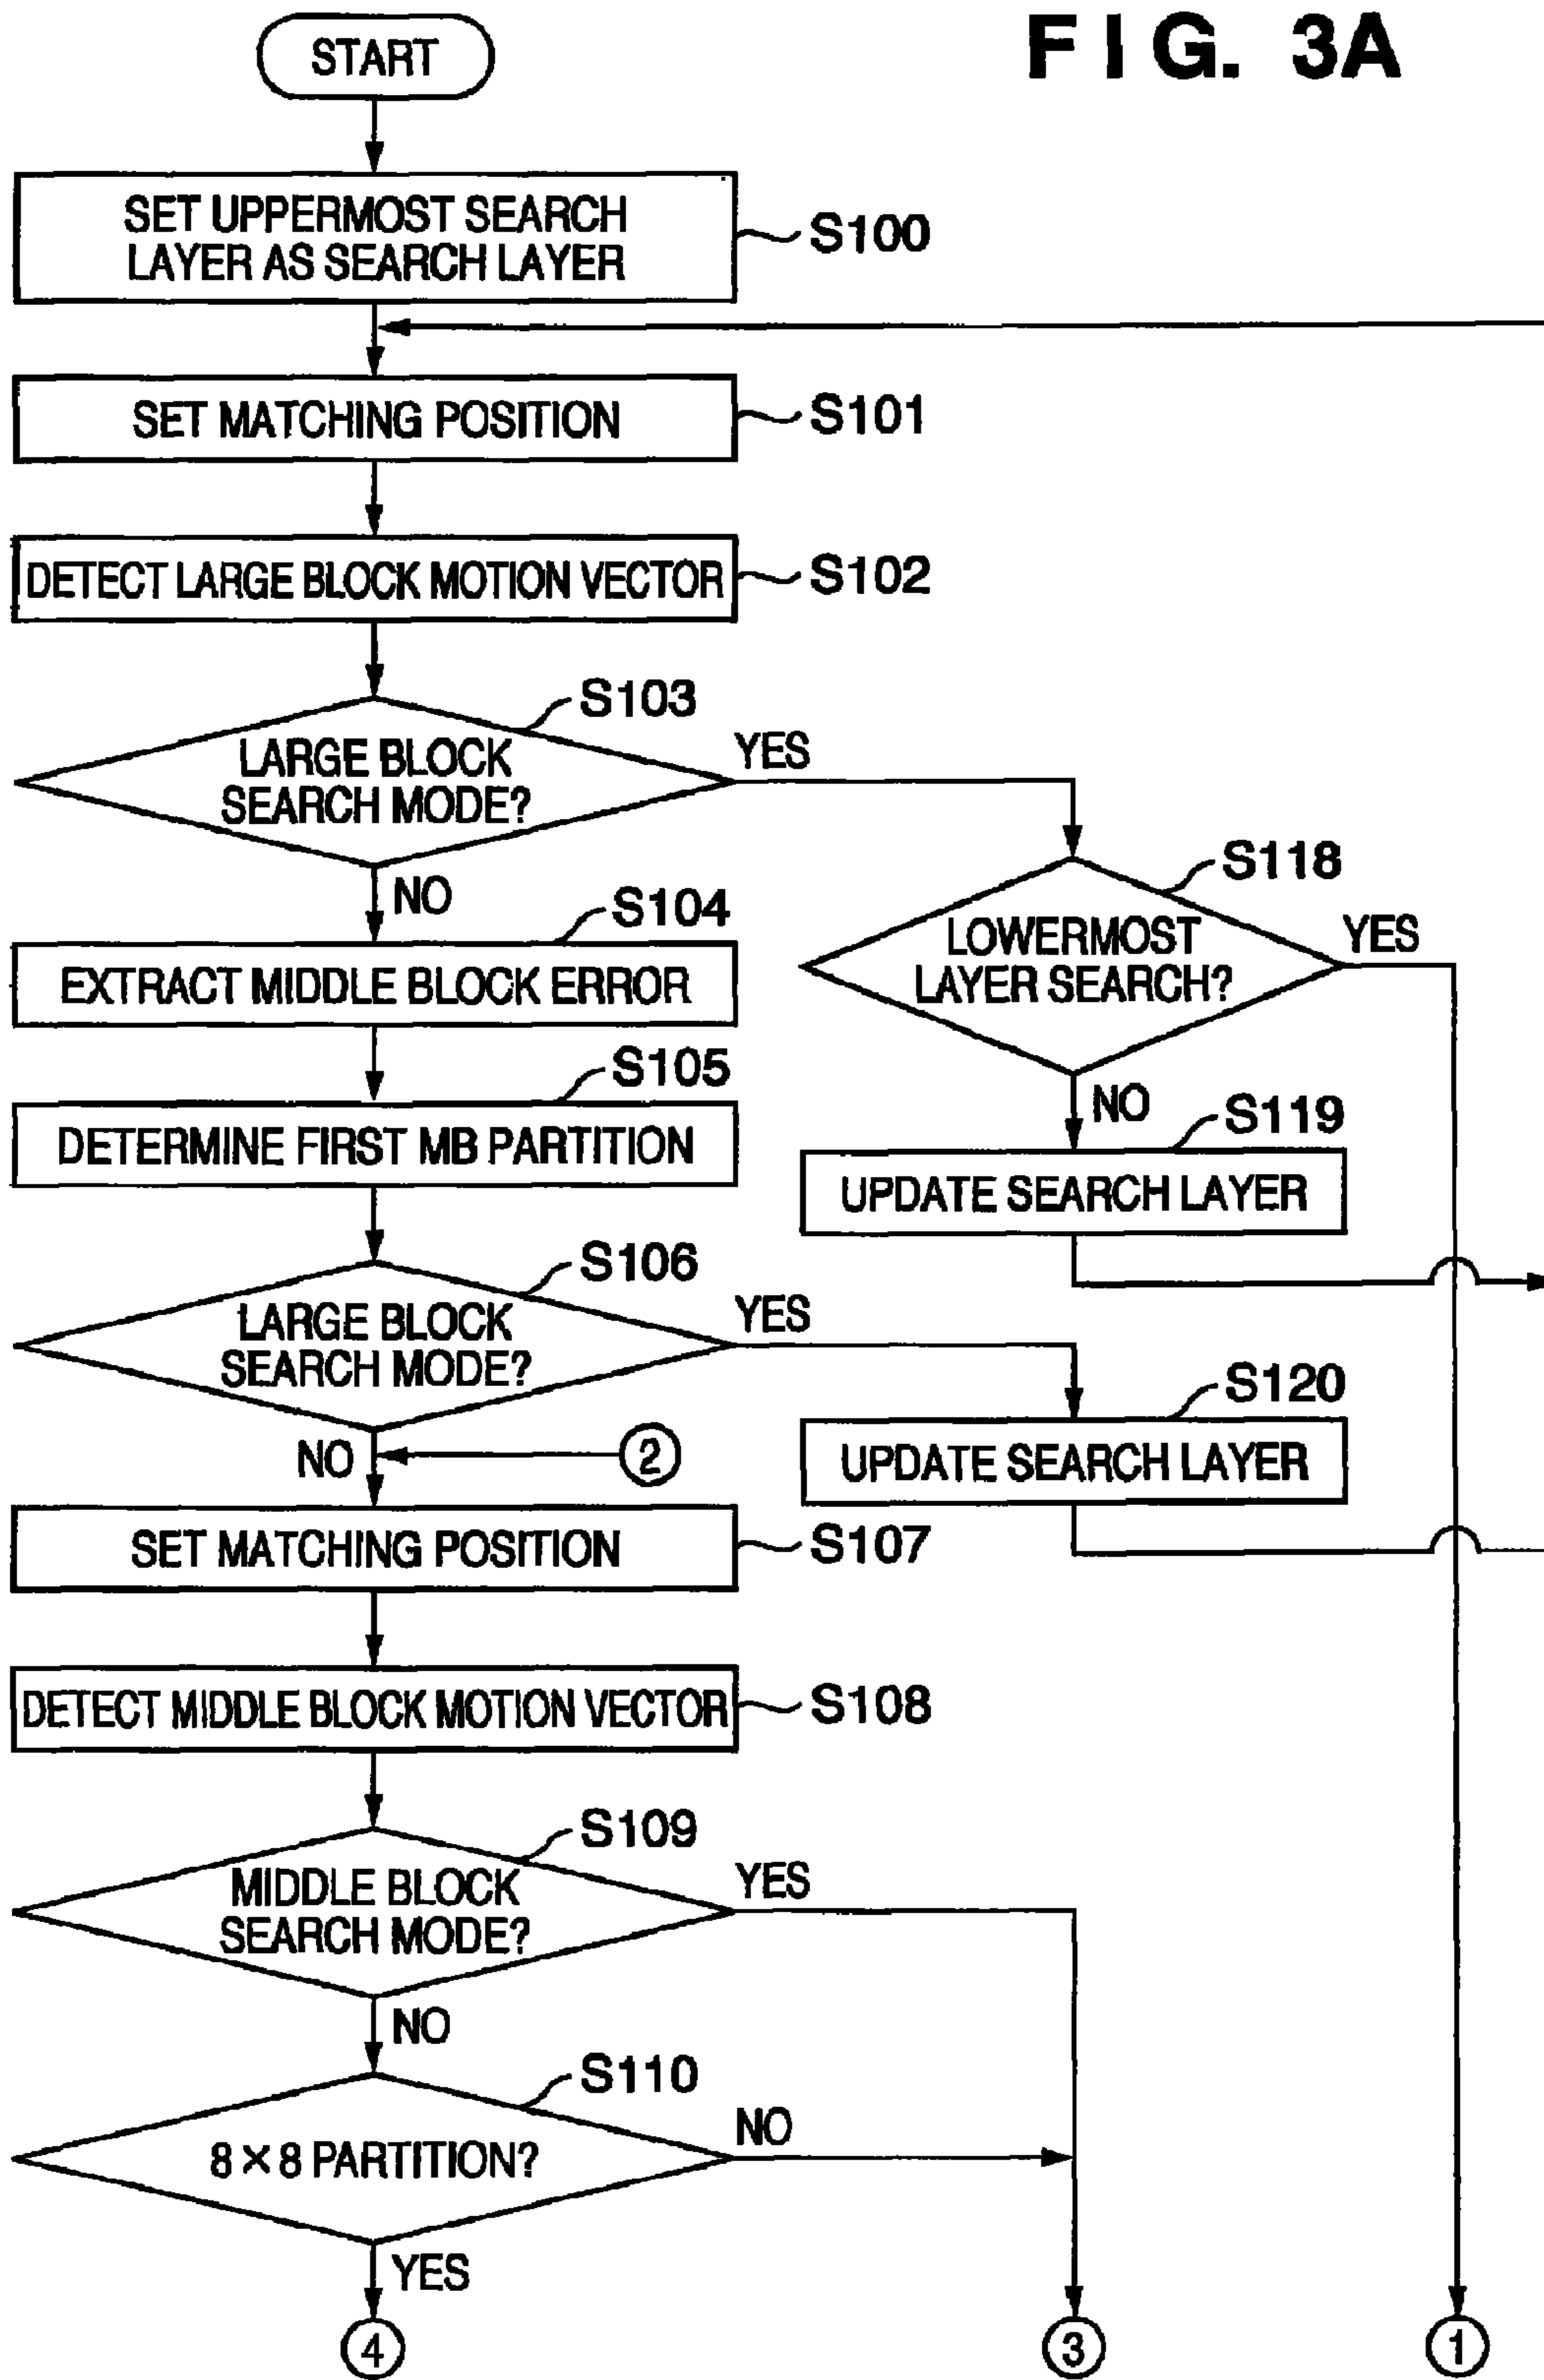 FIG. 3A
START
SET UPPERMOST SEARCH
LAYER AS SEARCH LAYER
S100
SET MATCHING POSITION
S101
DETECT LARGE BLOCK MOTION VECTOR
S102
S103
LARGE BLOCK
SEARCH MODE?
YES
NO
S104
EXTRACT MIDDLE BLOCK ERROR
S118
LOWERMOST
LAYER SEARCH?
YES
NO
S105
DETERMINE FIRST MB PARTITION
S119
UPDATE SEARCH LAYER
S106
LARGE BLOCK
SEARCH MODE?
YES
S120
UPDATE SEARCH LAYER
NO
2
SET MATCHING POSITION
S107
DETECT MIDDLE BLOCK MOTION VECTOR
S108
S109
MIDDLE BLOCK
SEARCH MODE?
YES
NO
S110
8×8 PARTITION?
NO
YES
4
3
1